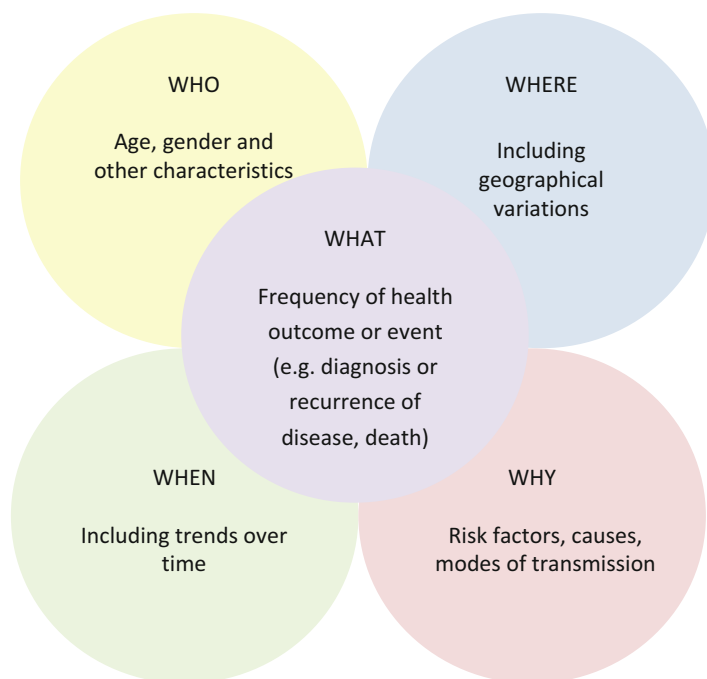 WHO
Age, gender and
other characteristics
WHERE
Including
geographical
variations
WHAT
Frequency of health
outcome or event
(e.g. diagnosis or
recurrence of
disease, death)
WHEN
Including trends over
time
WHY
Risk factors, causes,
modes of transmission